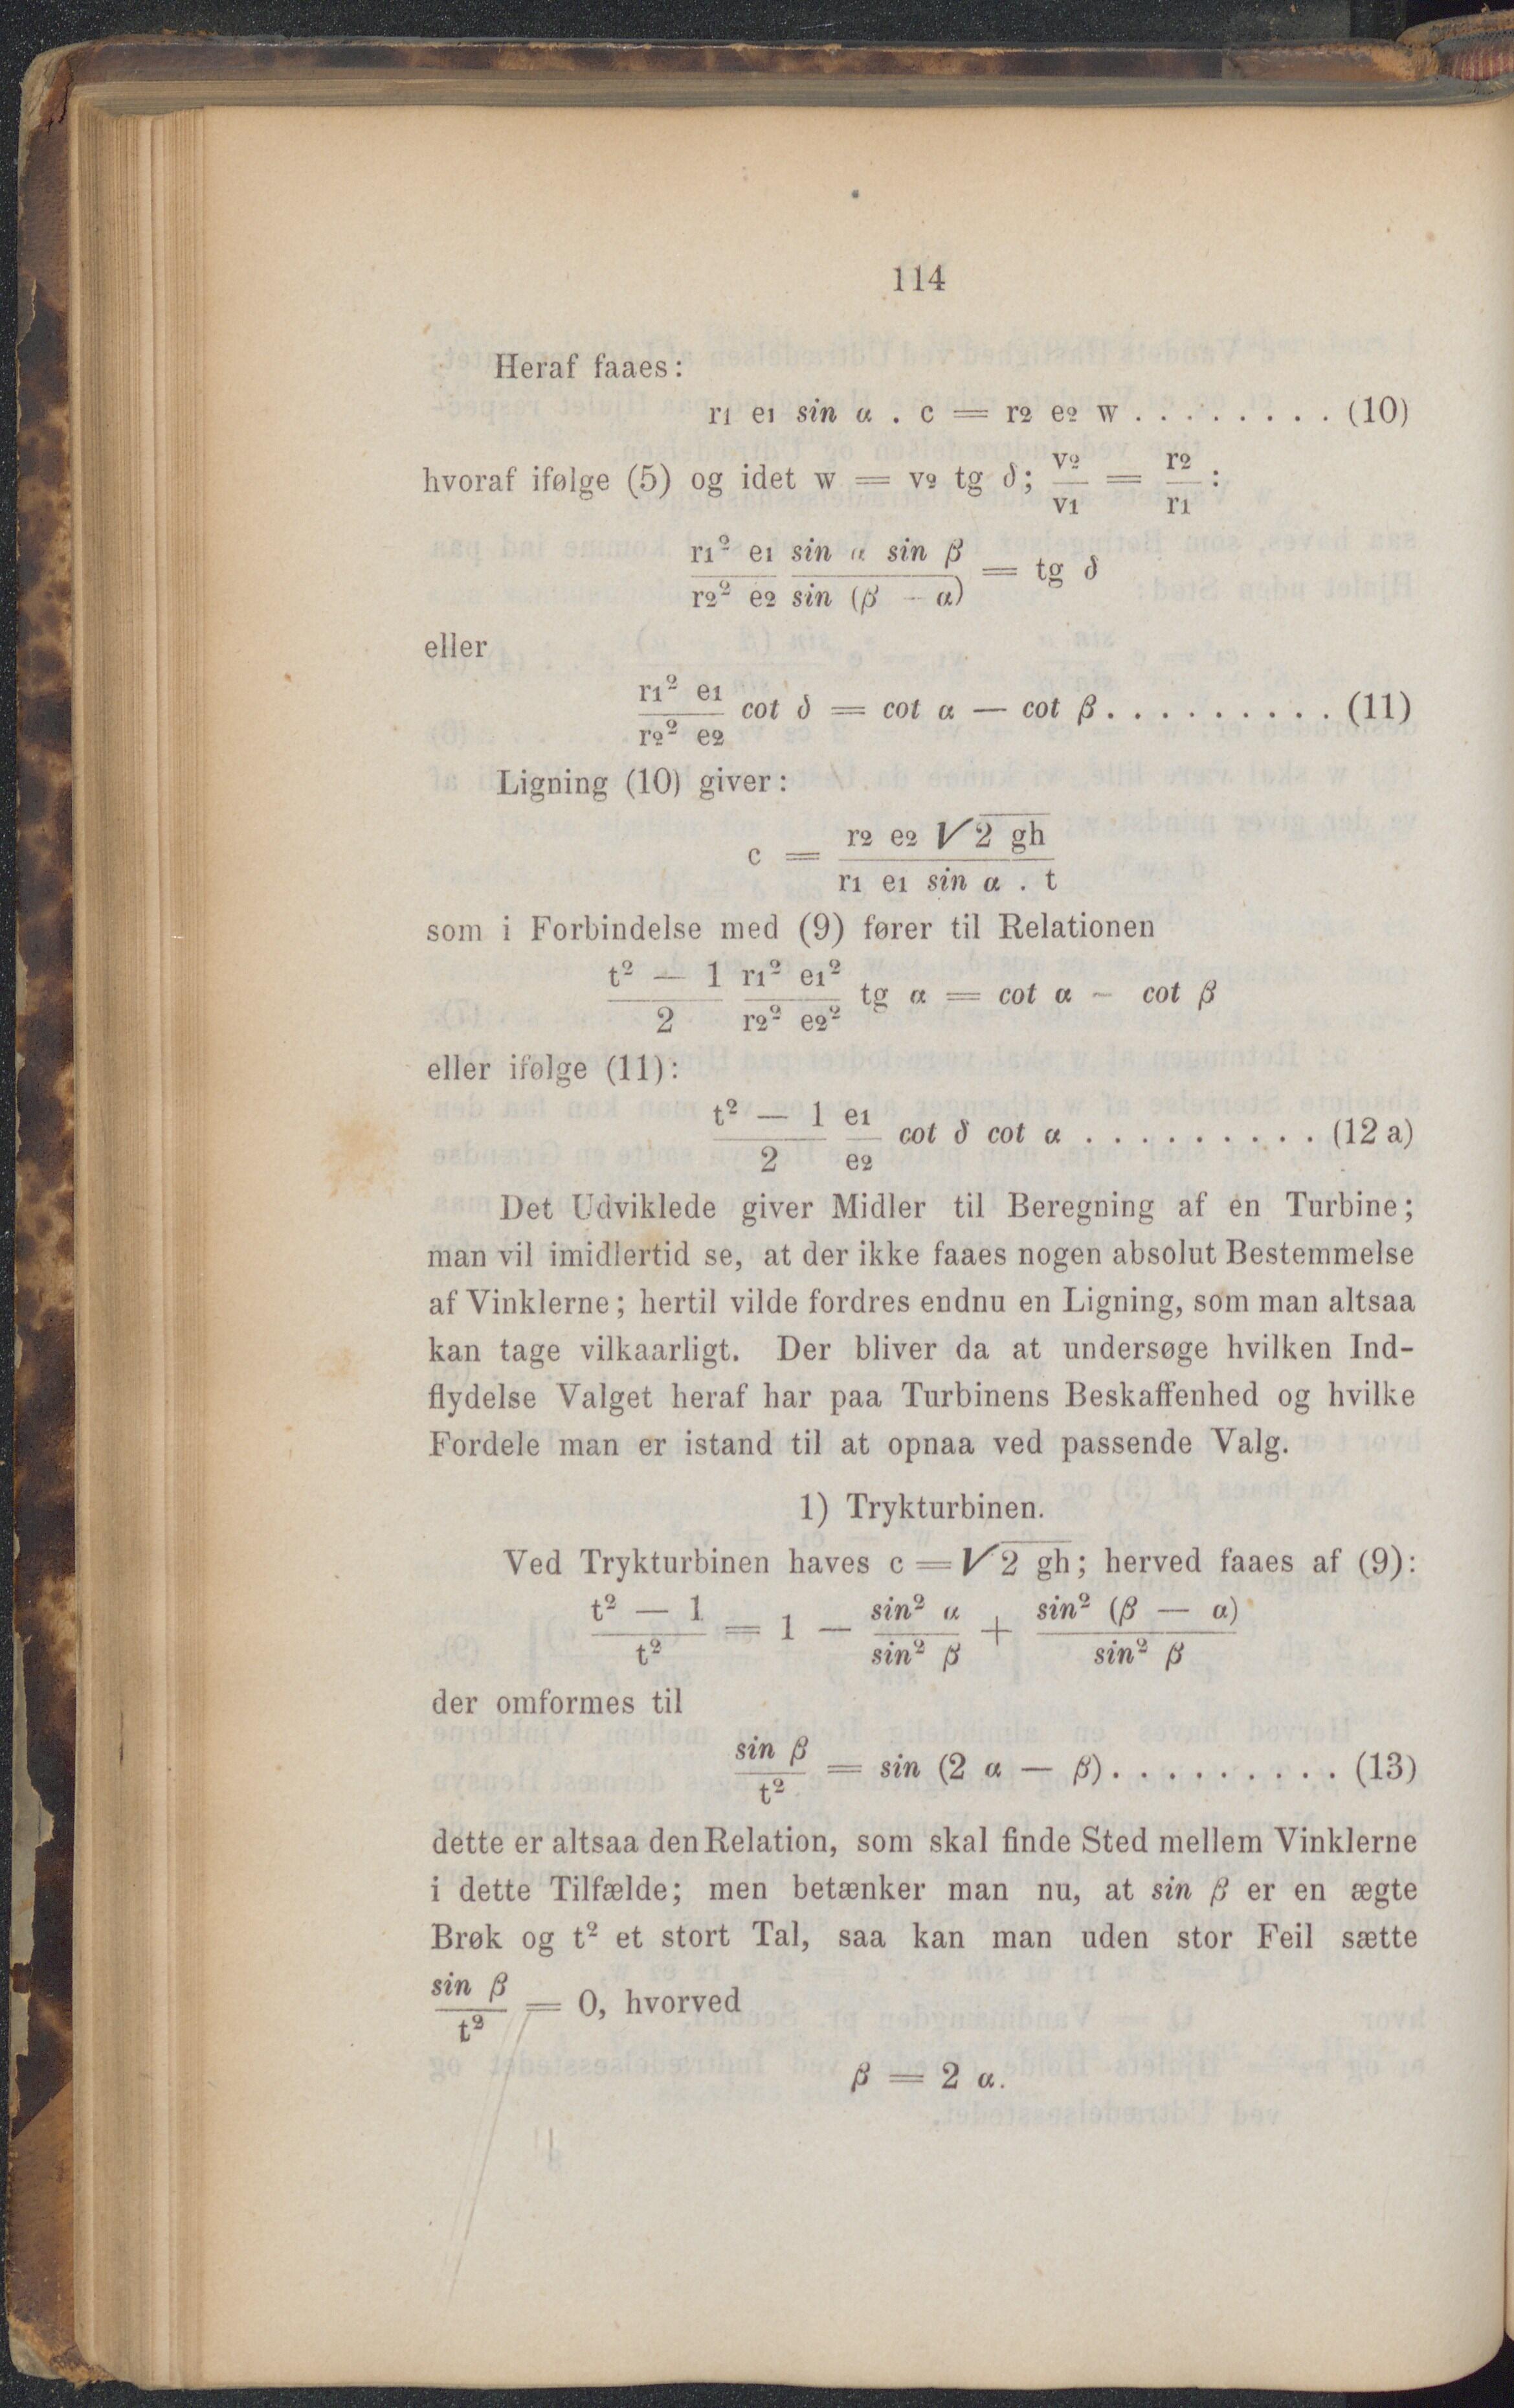 114
Heraf faaes:
r₁ e₁ sin α . c = r₂ e₂ w . . . . . . . . (10)
hvoraf ifølge (5) og idet w = v₂ tg δ; v₂/v₁ = r₂/r₁ :
r₁² e₁/r₂² e₂ sin α sin β/sin (β - α) = tg δ
eller
r₁² e₁/r₂² e₂ cot δ = cot α — cot β . . . . . . . . . (11)
Ligning (10) giver:
c = r₂ e₂ √2 gh/r₁ e₁ sin α . t
som i Forbindelse med (9) fører til Relationen
t² — 1/2 r₁² e₁²/r₂² e₂² tg α = cot α - cot β
eller ifølge (11):
t² — 1/2 e₁/e₂ cot δ cot α . . . . . . . . . (12 a)
Det Udviklede giver Midler til Beregning af en Turbine;
man vil imidlertid se, at der ikke faaes nogen absolut Bestemmelse
af Vinklerne; hertil vilde fordres endnu en Ligning, som man altsaa
kan tage vilkaarligt. Der bliver da at undersøge hvilken Ind-
flydelse Valget heraf har paa Turbinens Beskaffenhed og hvilke
Fordele man er istand til at opnaa ved passende Valg.
1) Trykturbinen.
Ved Trykturbinen haves c = √2 gh; herved faaes af (9):
t² — 1/t² = 1 — sin² α/sin² β + sin² (β — α)/sin² β
der omformes til
sin β/t² = sin (2 α — β) . . . . . . . . . (13)
dette er altsaa den Relation, som skal finde Sted mellem Vinklerne
i dette Tilfælde; men betænker man nu, at sin β er en ægte
Brøk og t² et stort Tal, saa kan man uden stor Feil sætte
sin β/t² = 0, hvorved
β = 2 α.